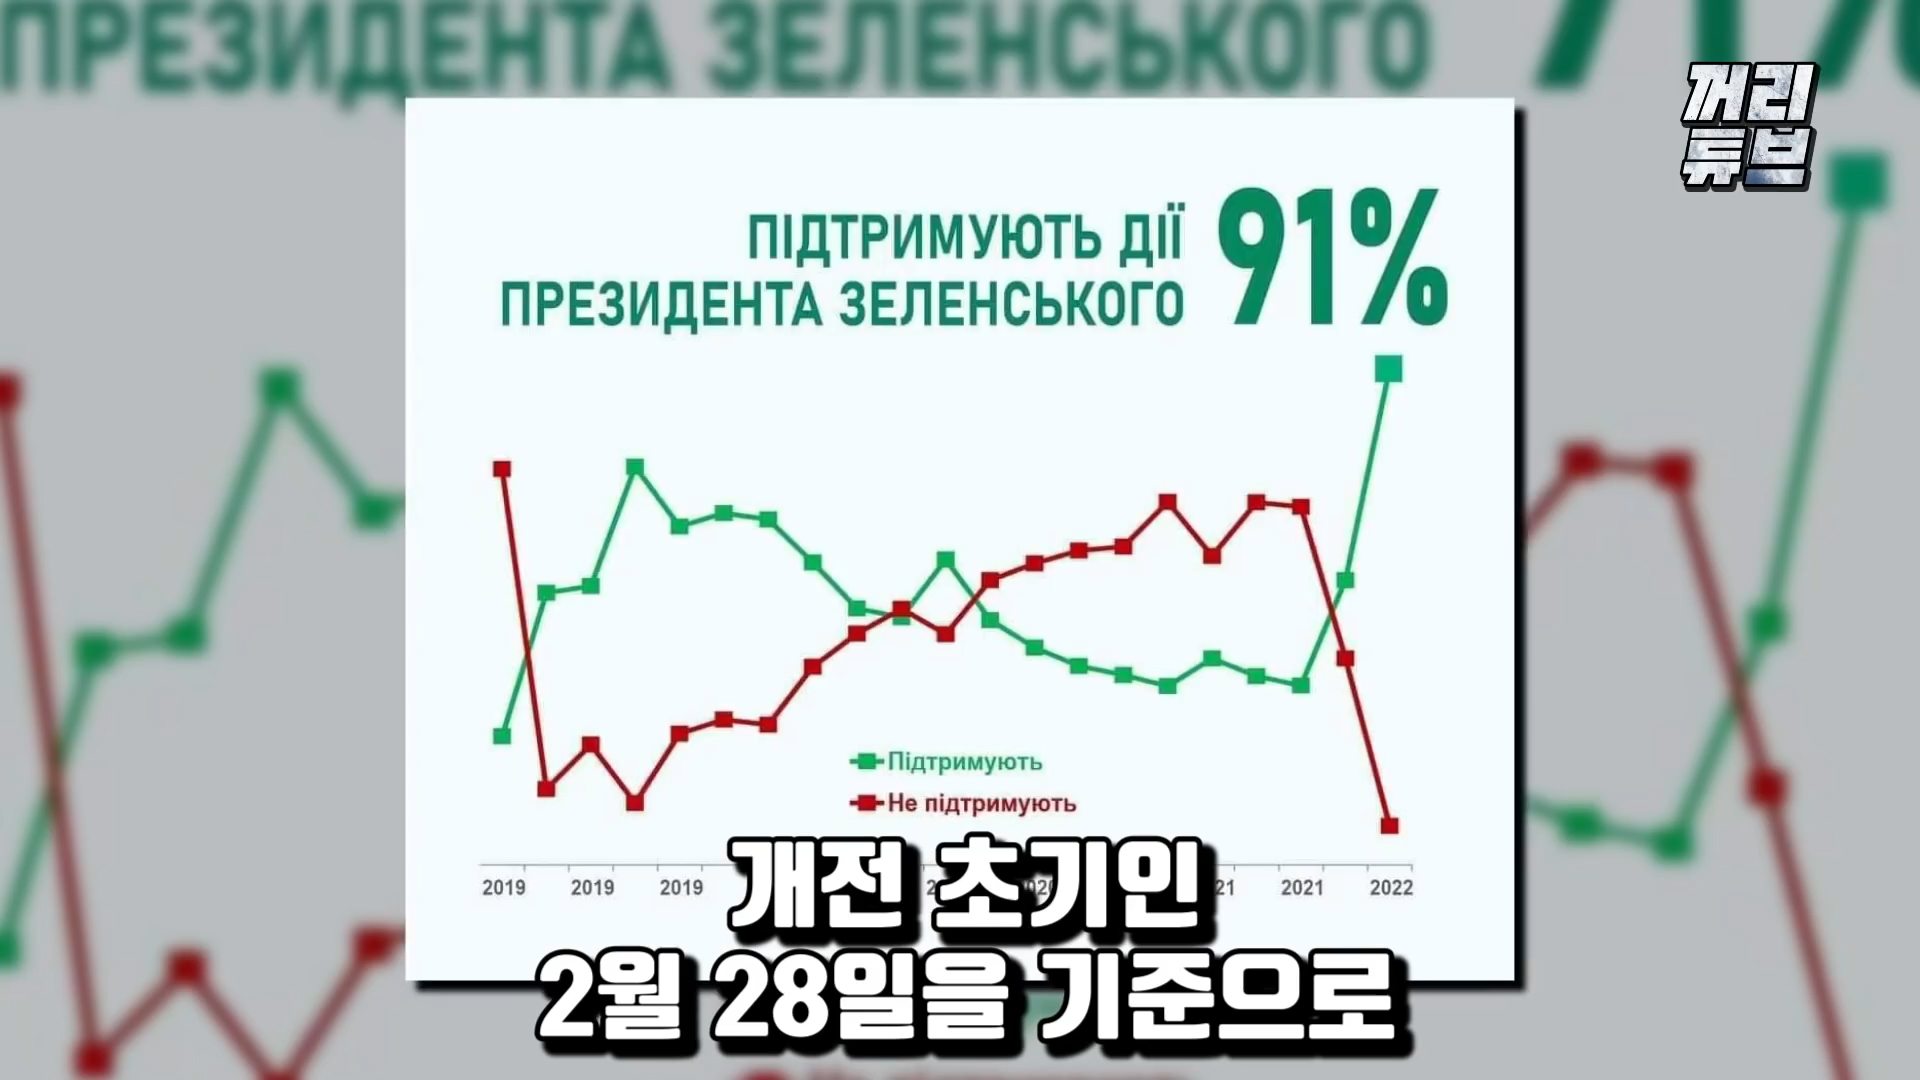 ПРЕЗИДЕНТА ЗЕЛЕНСЬКОГО
꺼리
튜브
ПІДТРИМУЮТЬ ДІЇ
ПРЕЗИДЕНТА ЗЕЛЕНСЬКОГО
91%
Підтримують
Не підтримують
2019 2019 2019 2021 2022
개전 초기인
2월 28일을 기준으로